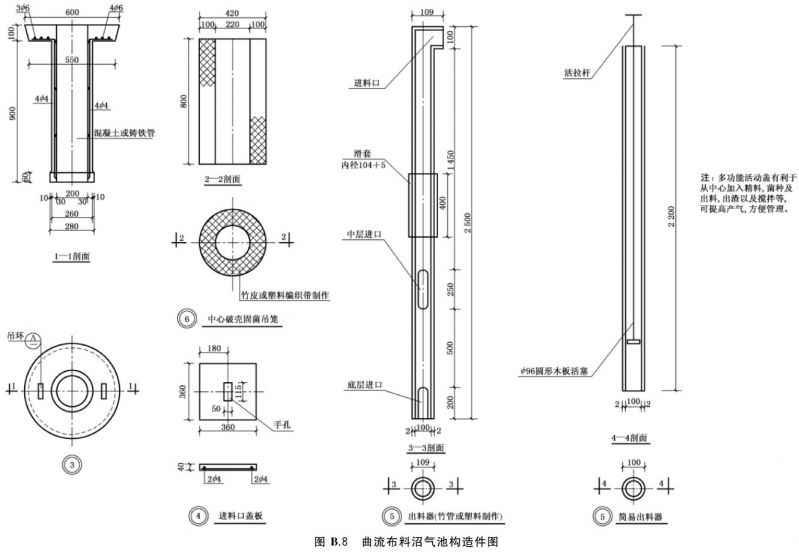 600
3ϕ6
4ϕ6
100
550
900
4ϕ4
4ϕ4
混凝土或铸铁管
60
200
10
30
30
10
260
280
1—1剖面
吊环
A
1
1
3
420
100
220
100
800
2—2剖面
2
2
竹皮或塑料编织带制作
6 中心破壳固菌吊笼
180
360
115
50
360
手孔
40
2ϕ4
2ϕ4
4 进料口盖板
109
进料口
100
滑套
内径104+5
1 450
400
2 500
中层进口
250
500
底层进口
200
100
2
2
3—3剖面
109
3
3
5 出料器(竹管或塑料制作)
活拉杆
2 200
ϕ96圆形木板活塞
2
100
2
4—4剖面
100
4
4
5 简易出料器
注：多功能活动盖有利于
从中心加入精料，菌种及
出料，出渣以及搅拌等，
可提高产气，方便管理。
图 B.8 曲流布料沼气池构造件图